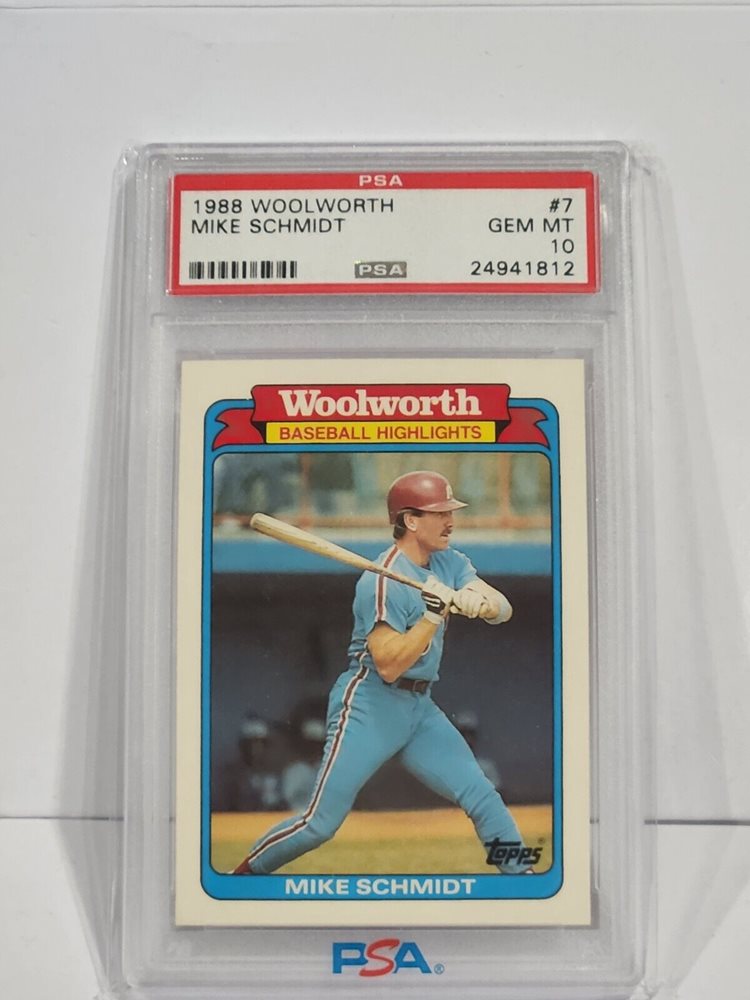 PSA
1988 WOOLWORTH #7
MIKE SCHMIDT GEM MT
10
PSA 24941812
Woolworth
BASEBALL HIGHLIGHTS
topps®
MIKE SCHMIDT
PSA®